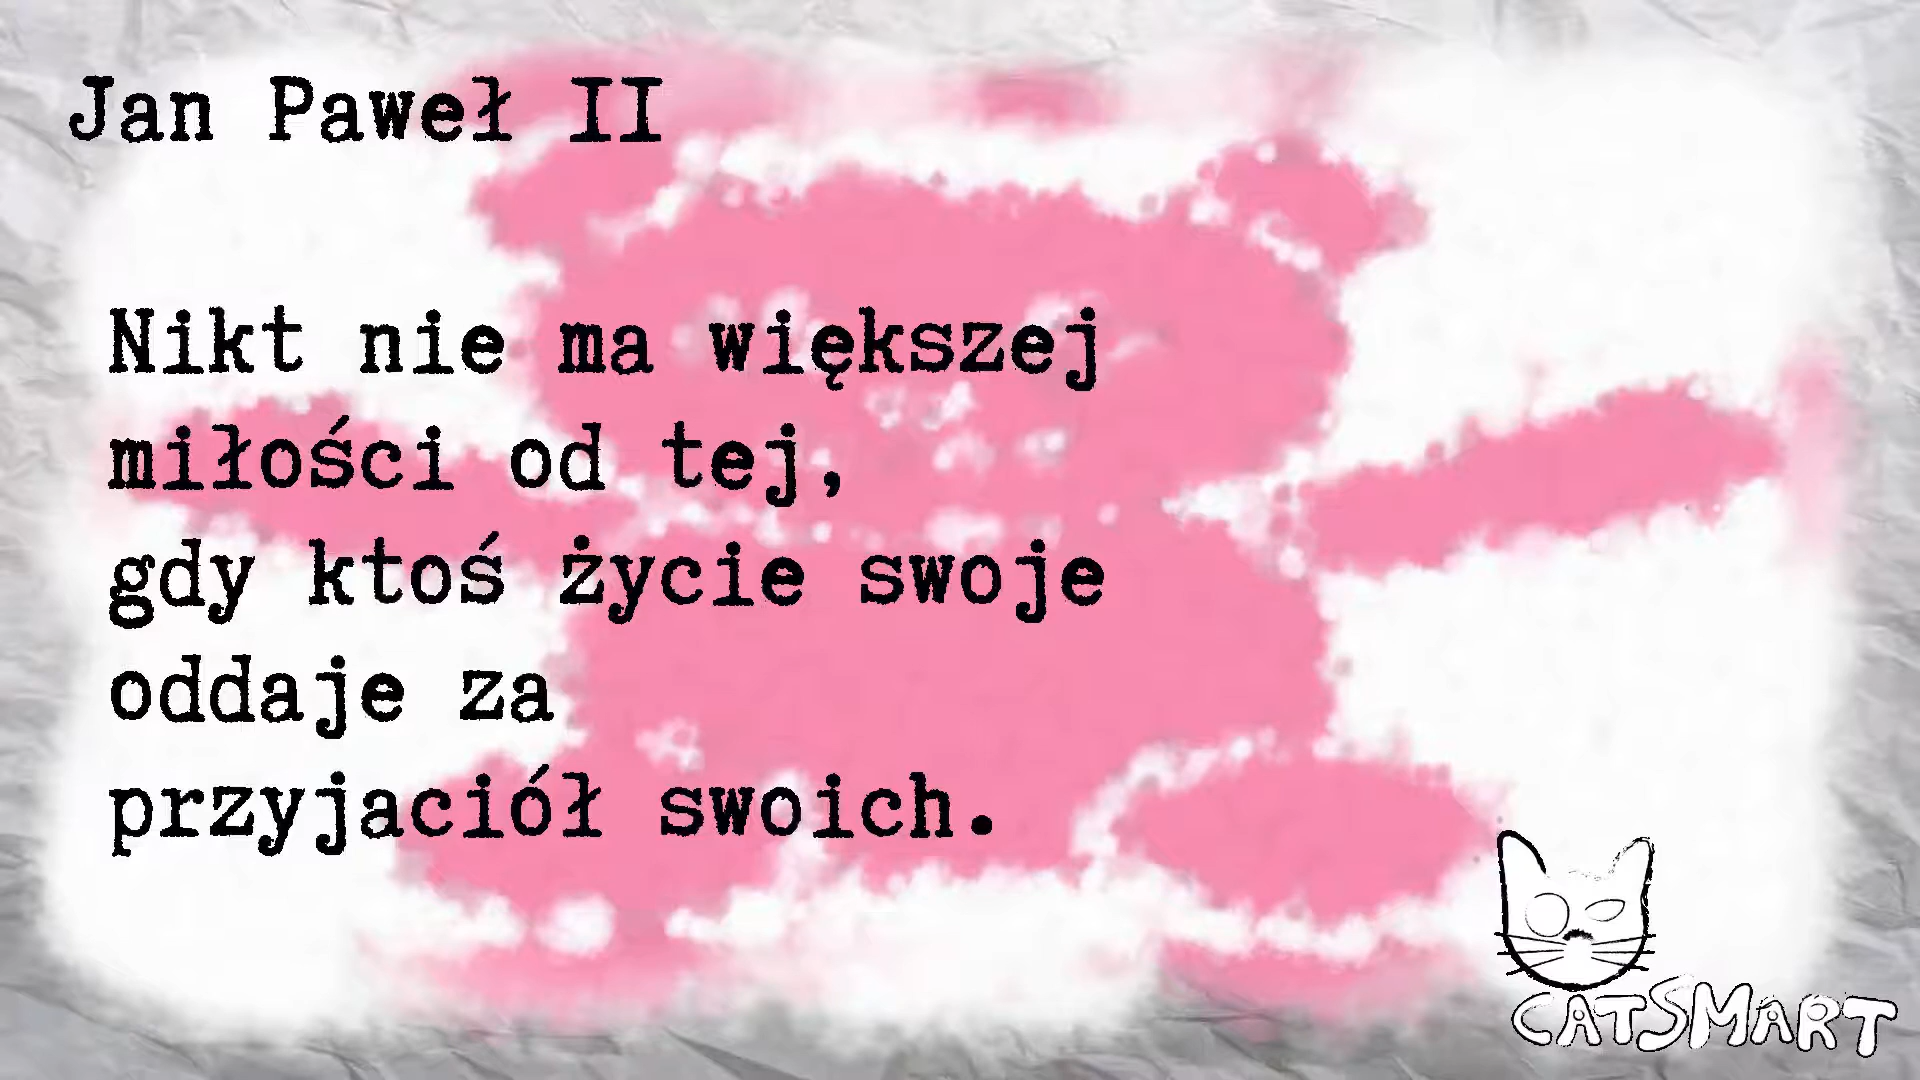 Jan Paweł II
Nikt nie ma większej
miłości od tej,
gdy ktoś życie swoje
oddaje za
przyjaciół swoich.
CATSMART